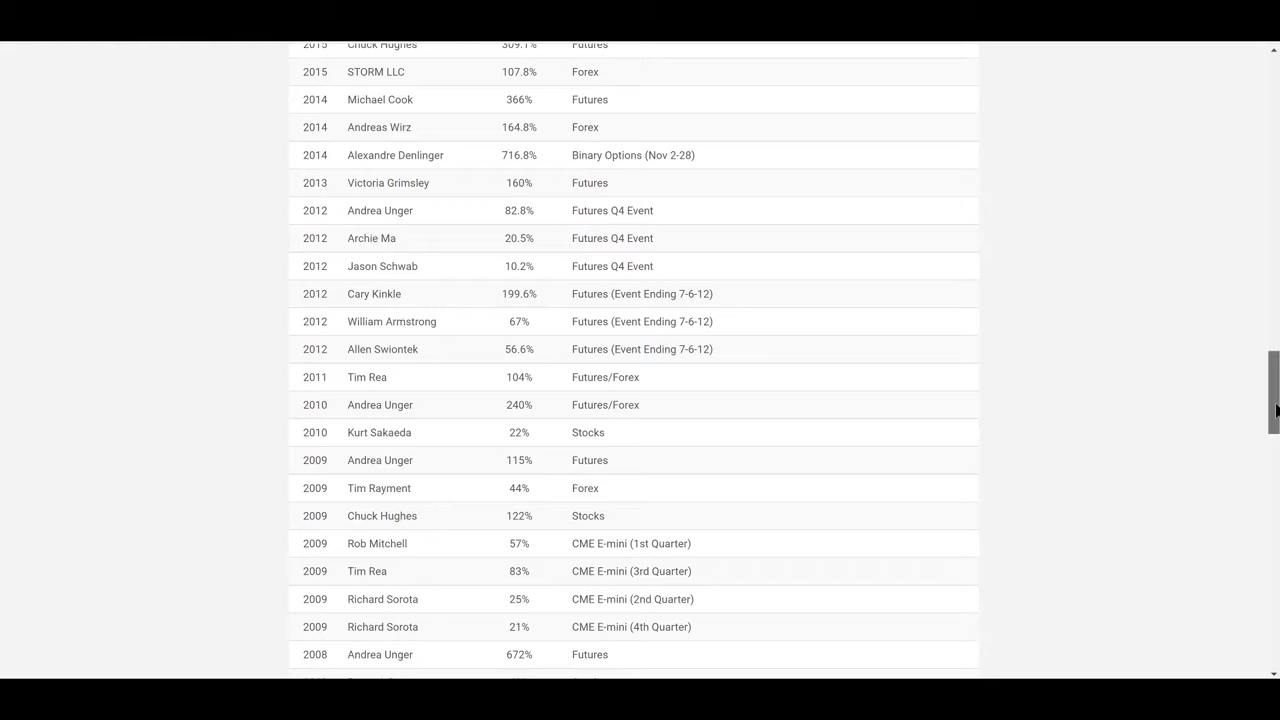 2015 Chuck Hughes 309.1% Futures
2015 STORM LLC 107.8% Forex
2014 Michael Cook 366% Futures
2014 Andreas Wirz 164.8% Forex
2014 Alexandre Denlinger 716.8% Binary Options (Nov 2-28)
2013 Victoria Grimsley 160% Futures
2012 Andrea Unger 82.8% Futures Q4 Event
2012 Archie Ma 20.5% Futures Q4 Event
2012 Jason Schwab 10.2% Futures Q4 Event
2012 Cary Kinkle 199.6% Futures (Event Ending 7-6-12)
2012 William Armstrong 67% Futures (Event Ending 7-6-12)
2012 Allen Swiontek 56.6% Futures (Event Ending 7-6-12)
2011 Tim Rea 104% Futures/Forex
2010 Andrea Unger 240% Futures/Forex
2010 Kurt Sakaeda 22% Stocks
2009 Andrea Unger 115% Futures
2009 Tim Rayment 44% Forex
2009 Chuck Hughes 122% Stocks
2009 Rob Mitchell 57% CME E-mini (1st Quarter)
2009 Tim Rea 83% CME E-mini (3rd Quarter)
2009 Richard Sorota 25% CME E-mini (2nd Quarter)
2009 Richard Sorota 21% CME E-mini (4th Quarter)
2008 Andrea Unger 672% Futures